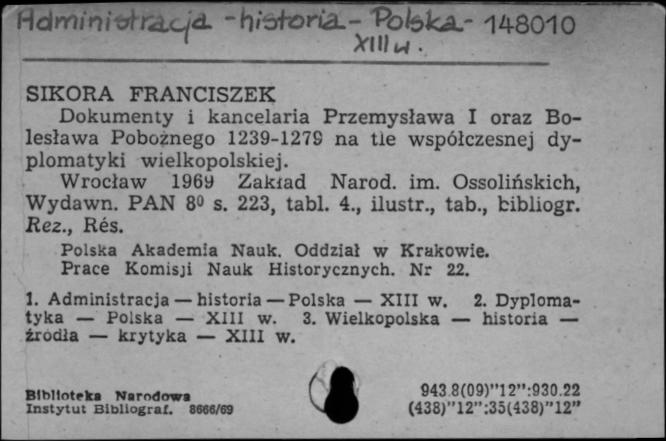 Administracja - historia - Polska - 148010
XIII w.
SIKORA FRANCISZEK
Dokumenty i kancelaria Przemysława I oraz Bo-
lesława Pobożnego 1239-1279 na tle współczesnej dy-
plomatyki wielkopolskiej.
Wrocław 1969 Zakład Narod. im. Ossolińskich,
Wydawn. PAN 8⁰ s. 223, tabl. 4., ilustr., tab., bibliogr.
Rez., Rés.
Polska Akademia Nauk. Oddział w Krakowie.
Prace Komisji Nauk Historycznych. Nr 22.
1. Administracja — historia — Polska — XIII w. 2. Dyploma-
tyka — Polska — XIII w. 3. Wielkopolska — historia —
źródła — krytyka — XIII w.
943.8(09)"12":930.22
(438)"12":35(438)"12"
Biblioteka Narodowa
Instytut Bibliograf. 8666/69